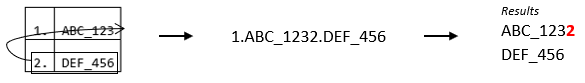 1. ABC_123
2. DEF_456
1.ABC_1232.DEF_456
Results
ABC_1232
DEF_456